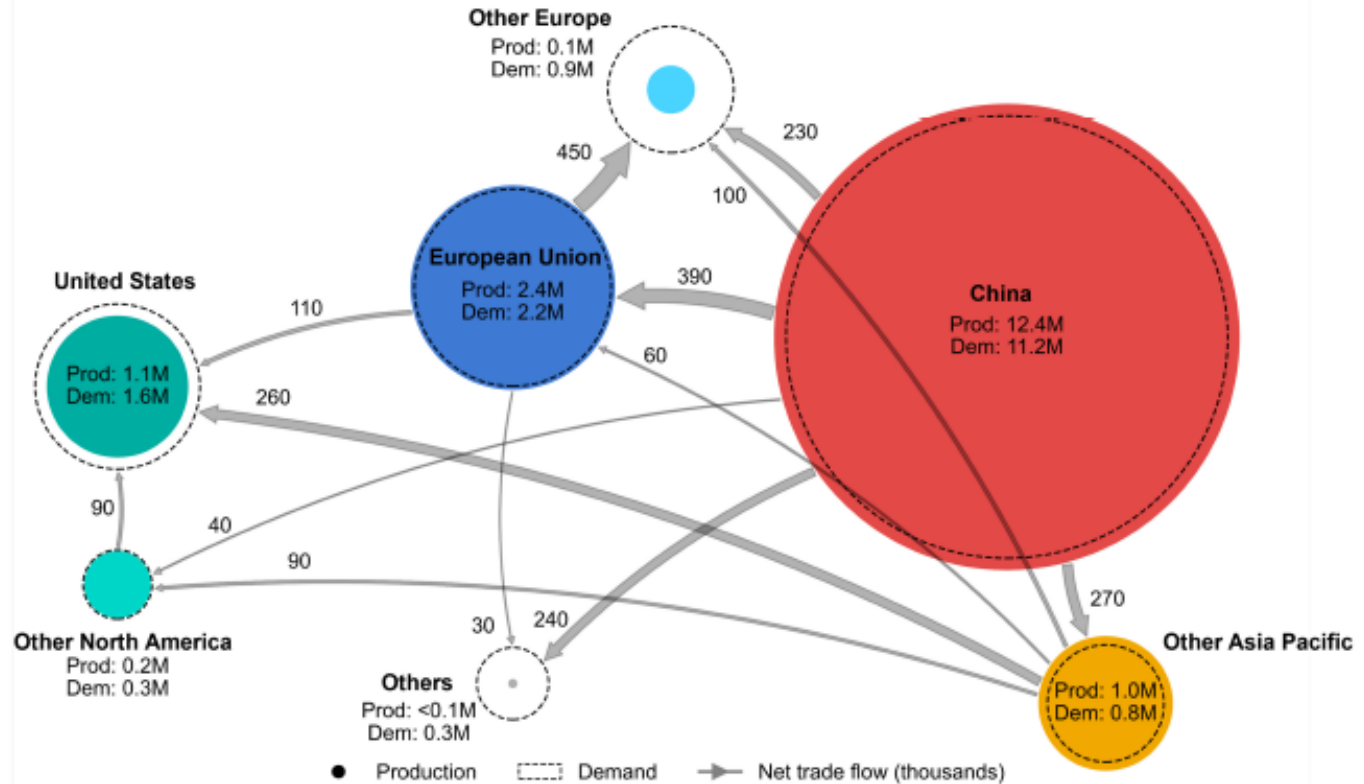 Other Europe
Prod: 0.1M
Dem: 0.9M
230
450
100
European Union
Prod: 2.4M
Dem: 2.2M
390
China
Prod: 12.4M
Dem: 11.2M
United States
110
Prod: 1.1M
Dem: 1.6M
60
260
90
40
90
30
240
270
Other North America
Prod: 0.2M
Dem: 0.3M
Others
Prod: <0.1M
Dem: 0.3M
Other Asia Pacific
Prod: 1.0M
Dem: 0.8M
Production
Demand
Net trade flow (thousands)